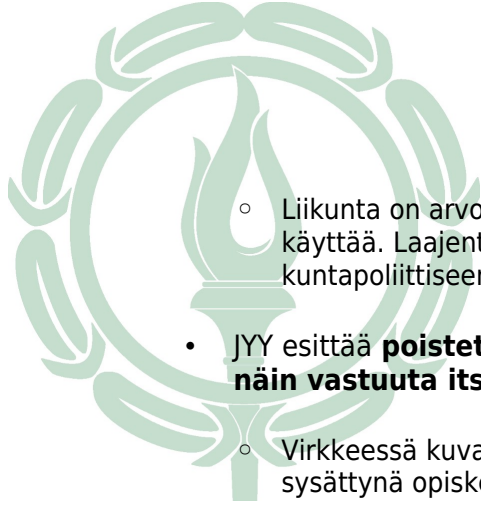 ◦ Liikunta on arvo
käyttää. Laajent
kuntapoliittiseen
• JYY esittää poistet
näin vastuuta its
◦ Virkkeessä kuva
sysättynä opiske